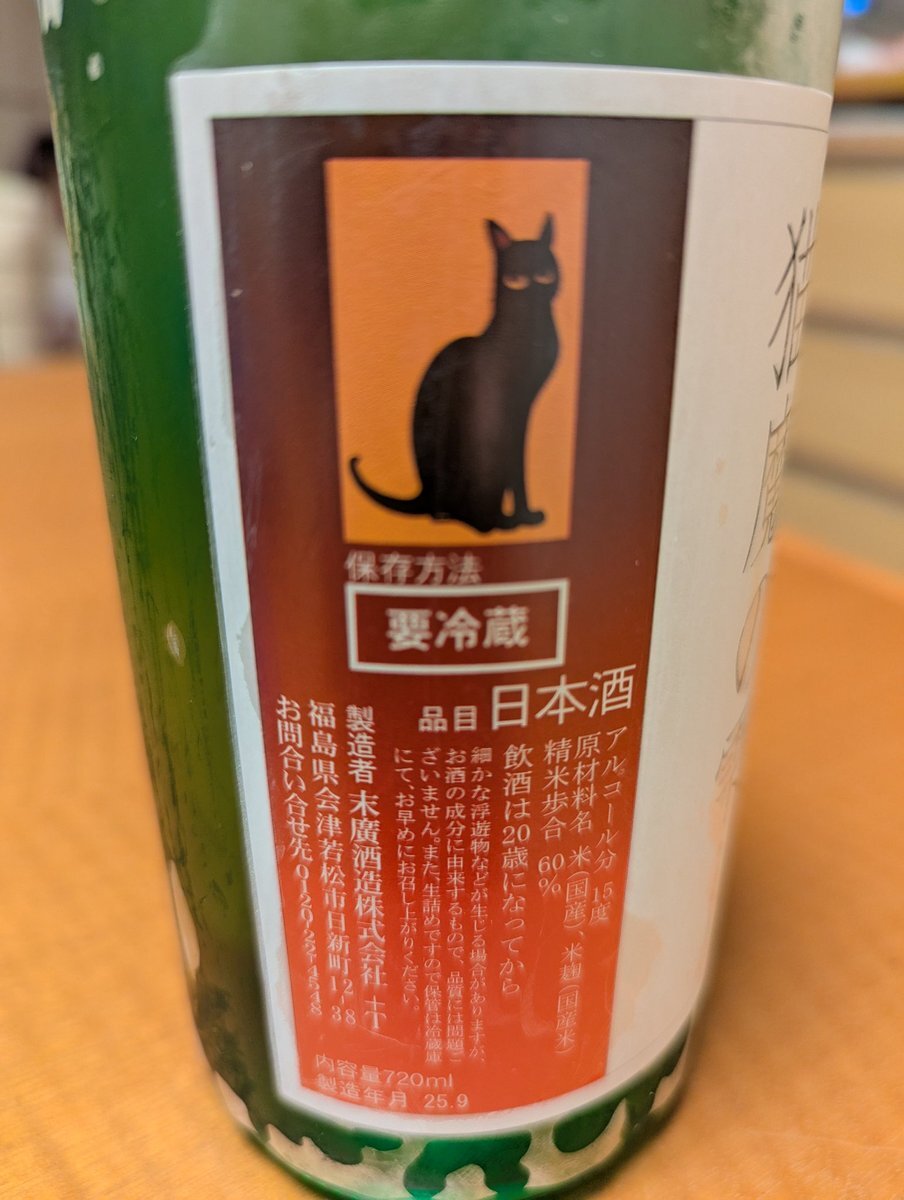 保存方法
要冷蔵
品目 日本酒
アルコール分 15度
原材料名 米(国産)、米麹(国産米)
精米歩合 60%
飲酒は20歳になってから
細かな浮遊物などが生じる場合がありますが、
お酒の成分に由来するもので、品質には問題ご
ざいません。また、生詰めですので保管は冷蔵庫
にて、お早めにお召し上がりください。
製造者 末廣酒造株式会社 +T
福島県会津若松市日新町12-38
お問合い合せ先0120-27-4548
内容量720ml
製造年月 25.9